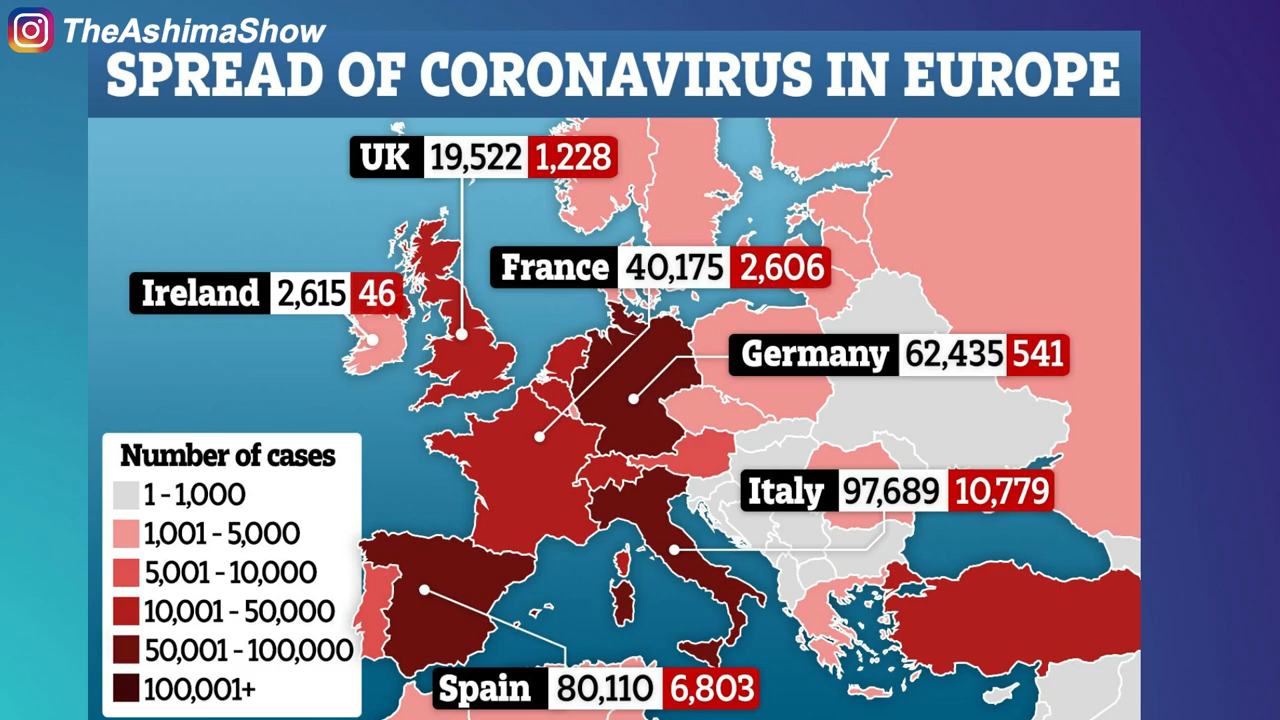 TheAshimaShow
SPREAD OF CORONAVIRUS IN EUROPE
UK 19,522 1,228
France 40,175 2,606
Ireland 2,615 46
Germany 62,435 541
Italy 97,689 10,779
Spain 80,110 6,803
Number of cases
1 - 1,000
1,001 - 5,000
5,001 - 10,000
10,001 - 50,000
50,001 - 100,000
100,001+